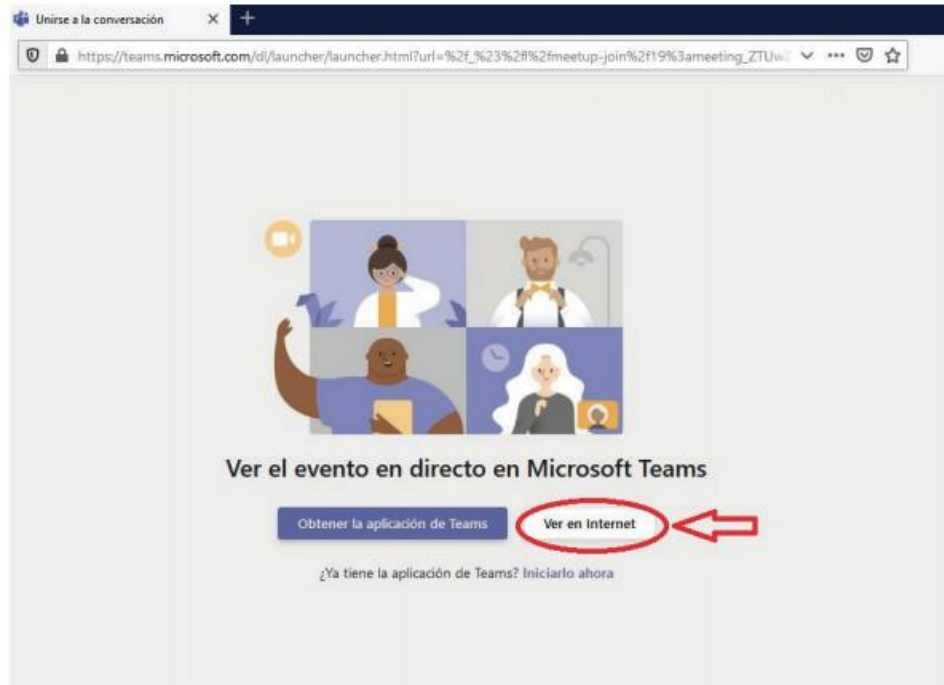 Unirse a la conversación
https://teams.microsoft.com/dl/launcher/launcher.html?url=%2f_%23%2fl%2fmeetup-join%2f19%3ameeting_ZTUw
Ver el evento en directo en Microsoft Teams
Obtener la aplicación de Teams Ver en Internet
¿Ya tiene la aplicación de Teams? Iniciarlo ahora